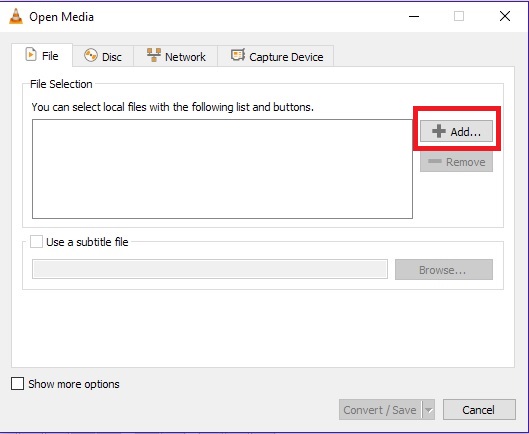 Open Media
File Disc Network Capture Device
File Selection
You can select local files with the following list and buttons.
Add...
Remove
Use a subtitle file
Browse...
Show more options
Convert / Save Cancel